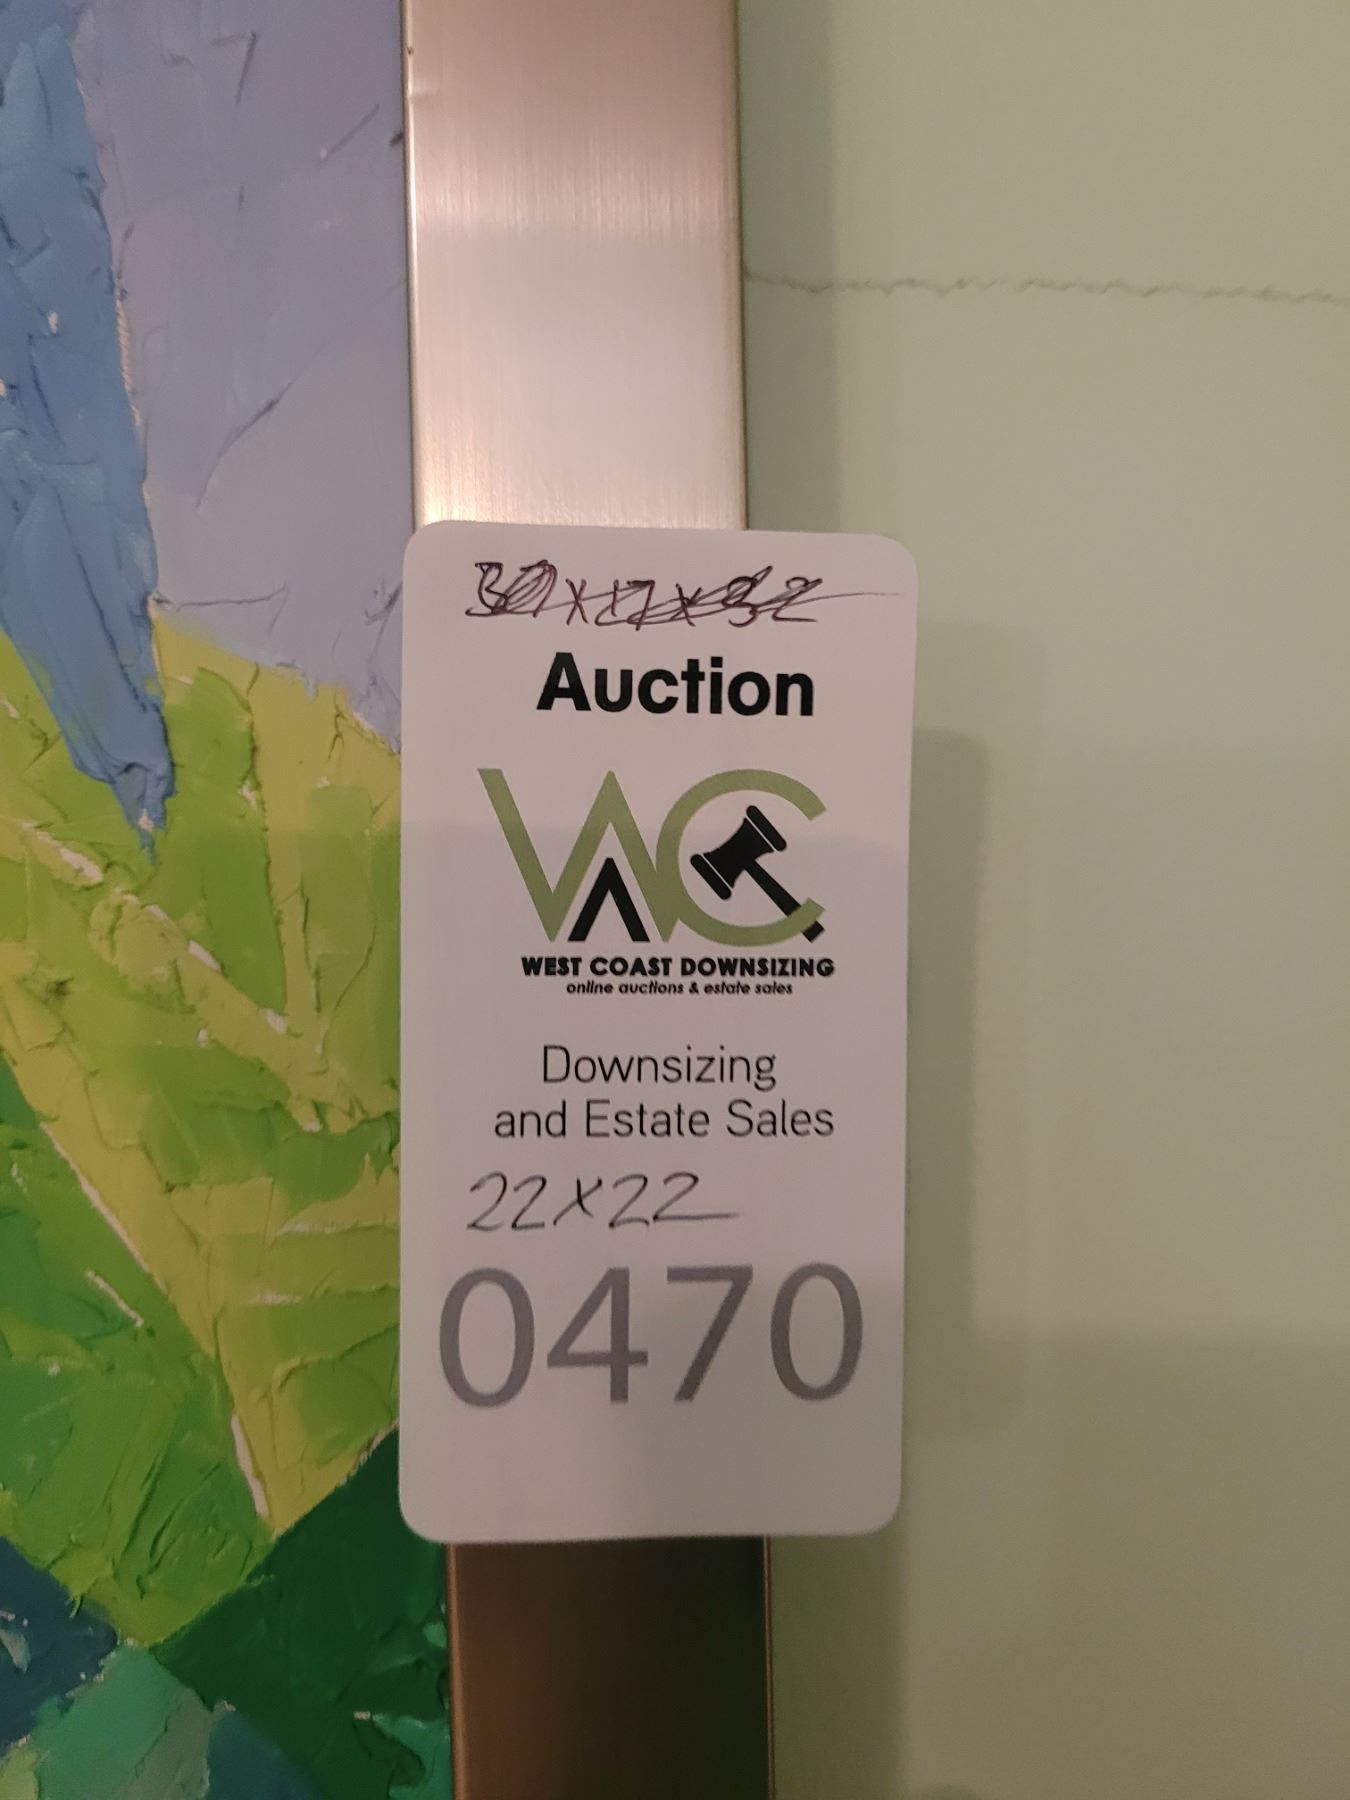 Auction
WC
WEST COAST DOWNSIZING
online auctions & estate sales
Downsizing
and Estate Sales
22x22
0470